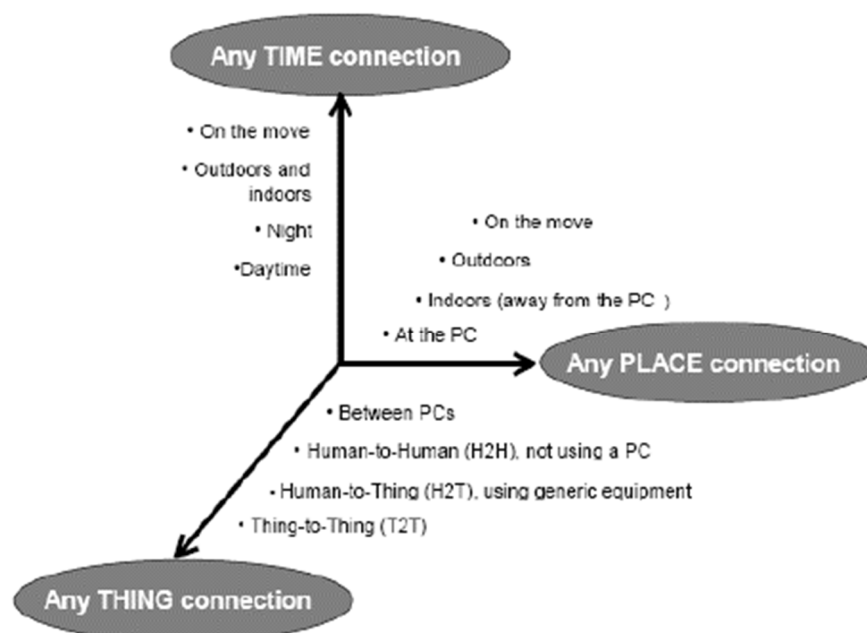 Any TIME connection
• On the move
• Outdoors and
indoors
• Night
•Daytime
• On the move
• Outdoors
• Indoors (away from the PC )
• At the PC
Any PLACE connection
• Between PCs
• Human-to-Human (H2H), not using a PC
• Human-to-Thing (H2T), using generic equipment
• Thing-to-Thing (T2T)
Any THING connection